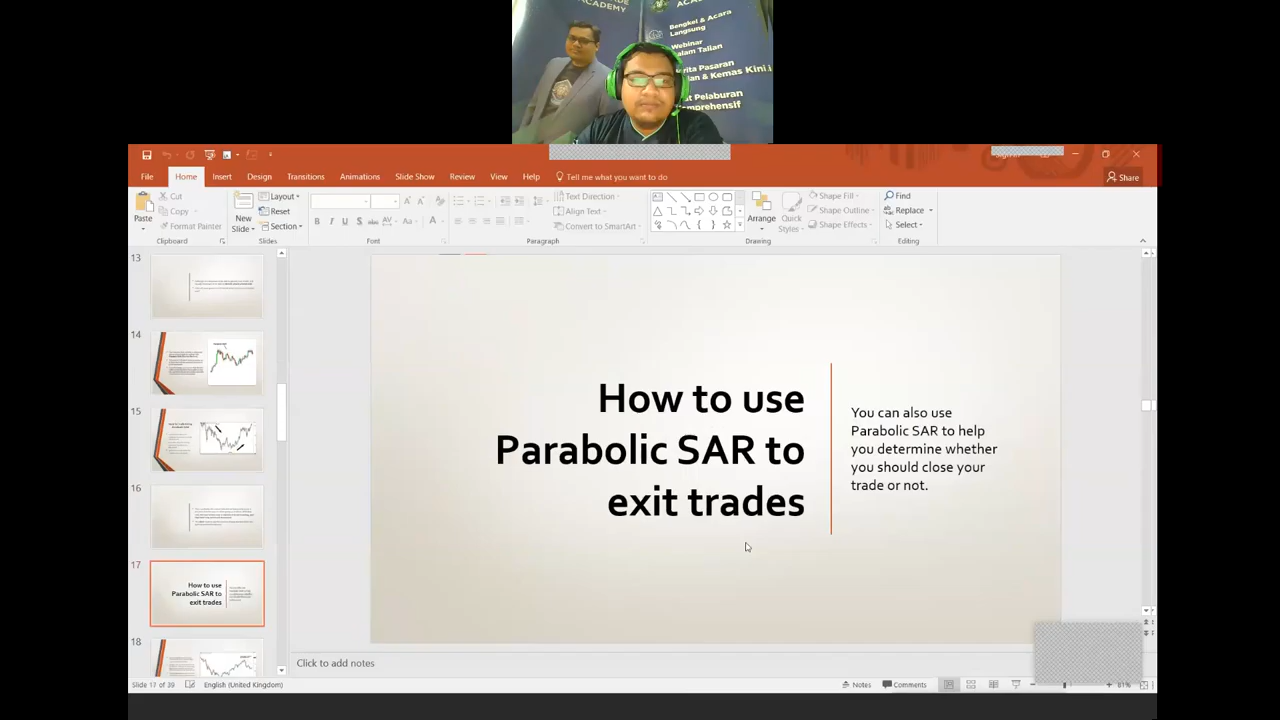 ACADEMY
Bengkel & Acara
Langsung
Webinar
alam Talian
rita Pasaran
an & Kemas Kini
t Pelaburan
mprehensif
File Home Insert Design Transitions Animations Slide Show Review View Help Tell me what you want to do
Share
Paste
Cut
Copy
Format Painter
Clipboard
New
Slide
Layout
Reset
Section
Slides
Font
Text Direction
Align Text
Convert to SmartArt
Paragraph
Arrange
Quick
Styles
Shape Fill
Shape Outline
Shape Effects
Drawing
Find
Replace
Select
Editing
13
14
15
16
17
How to use
Parabolic SAR to
exit trades
18
How to use
Parabolic SAR to
exit trades
You can also use
Parabolic SAR to help
you determine whether
you should close your
trade or not.
Click to add notes
Slide 17 of 39 English (United Kingdom) Notes Comments 81%